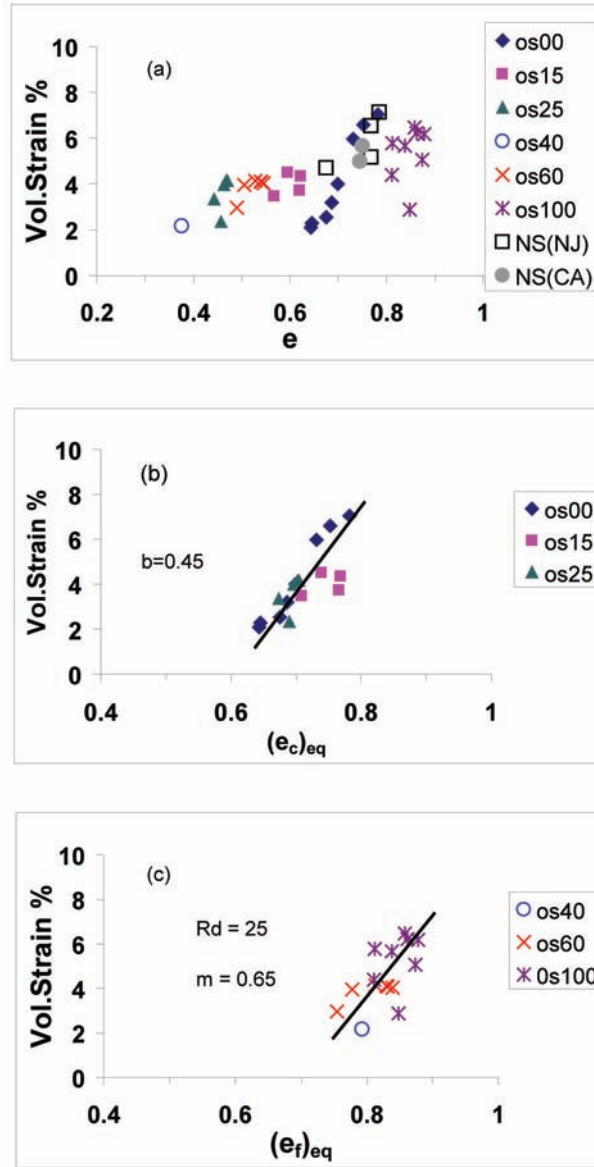 (a)
Vol.Strain %
10
8
6
4
2
0
0.2 0.4 0.6 0.8 1
e
os00
os15
os25
os40
os60
os100
NS(NJ)
NS(CA)
(b)
b=0.45
Vol.Strain %
10
8
6
4
2
0
0.4 0.6 0.8 1
(ec)eq
os00
os15
os25
(c)
Rd = 25
m = 0.65
Vol.Strain %
10
8
6
4
2
0
0.4 0.6 0.8 1
(ef)eq
os40
os60
0s100